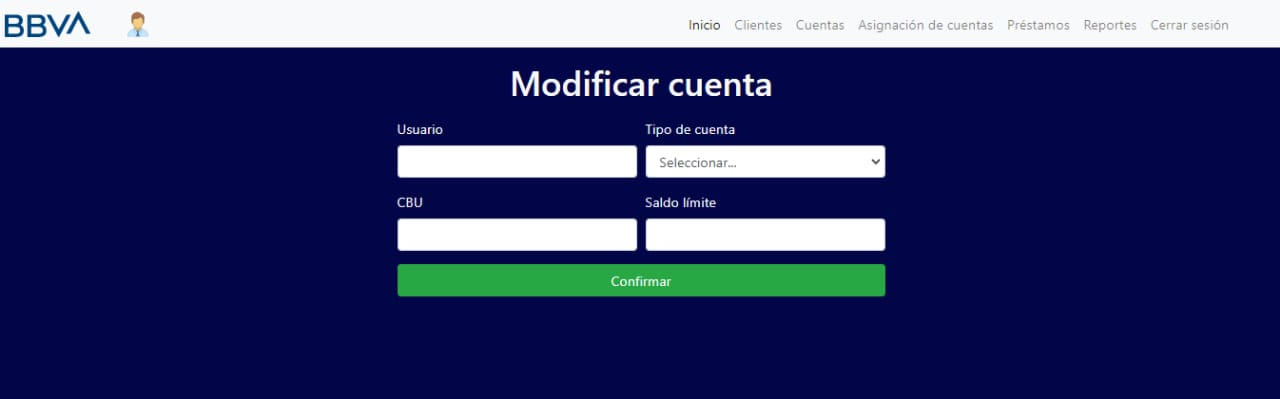 BBVA Inicio Clientes Cuentas Asignación de cuentas Préstamos Reportes Cerrar sesión
Modificar cuenta
Usuario Tipo de cuenta
Seleccionar...
CBU Saldo límite
Confirmar